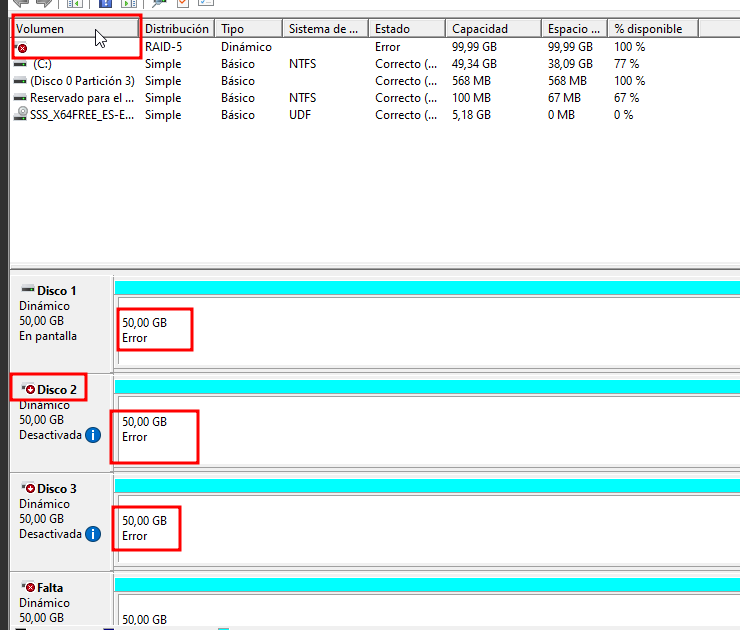 Volumen Distribución Tipo Sistema de ... Estado Capacidad Espacio ... % disponible
RAID-5 Dinámico Error 99,99 GB 99,99 GB 100 %
(C:) Simple Básico NTFS Correcto (... 49,34 GB 38,09 GB 77 %
(Disco 0 Partición 3) Simple Básico Correcto (... 568 MB 568 MB 100 %
Reservado para el ... Simple Básico NTFS Correcto (... 100 MB 67 MB 67 %
SSS_X64FREE_ES-E... Simple Básico UDF Correcto (... 5,18 GB 0 MB 0 %
Disco 1
Dinámico
50,00 GB
En pantalla
50,00 GB
Error
Disco 2
Dinámico
50,00 GB
Desactivada
50,00 GB
Error
Disco 3
Dinámico
50,00 GB
Desactivada
50,00 GB
Error
Falta
Dinámico
50,00 GB
50,00 GB